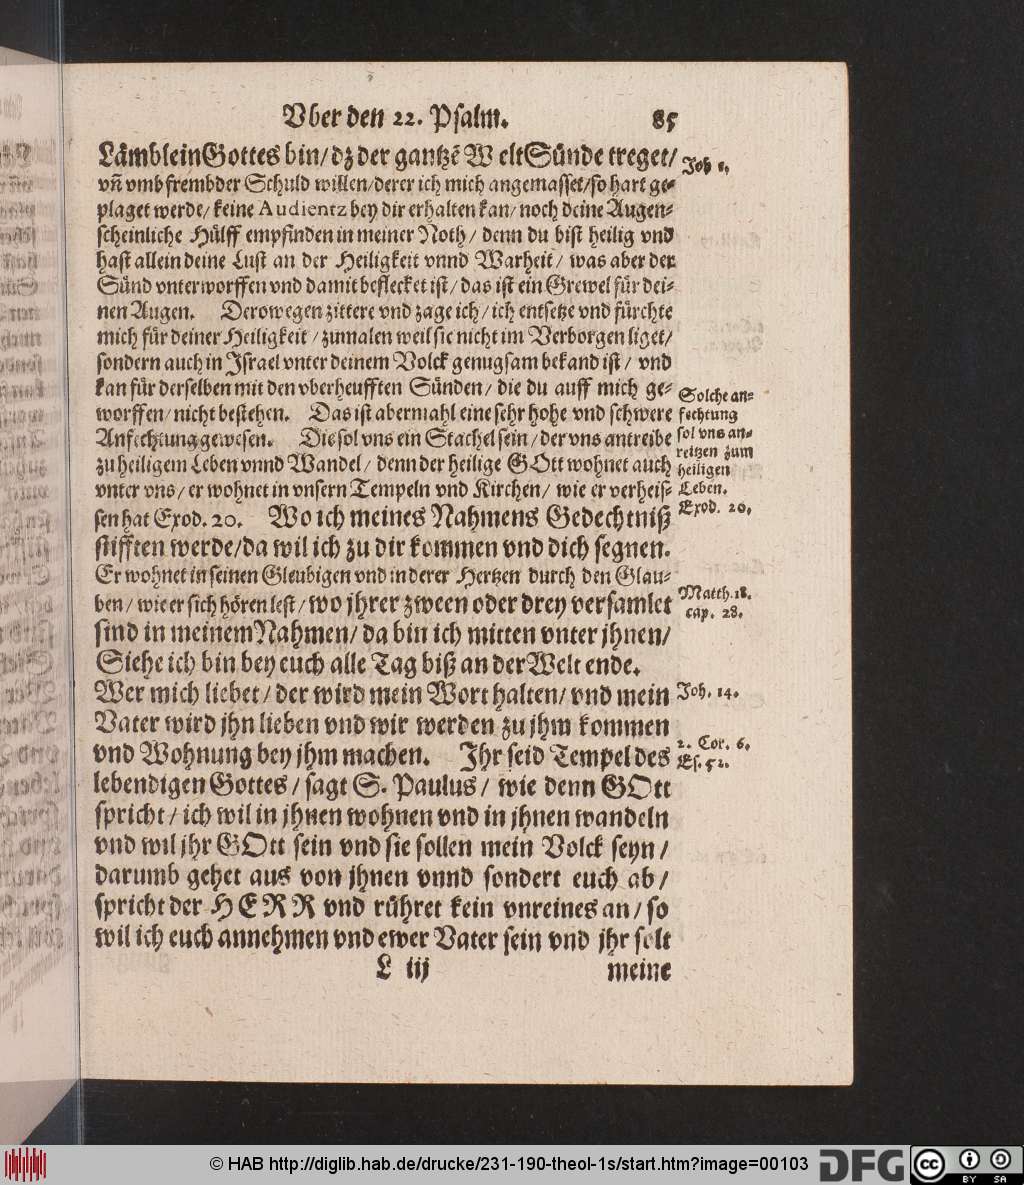 Vber den 22. Psalm. 85
LämbleinGottes bin/dz der gantzẽ WeltSünde treget/
vñ vmb frembder Schuld willen/derer ich mich angemasset/so hart ge-
plaget werde/ keine Audientz bey dir erhalten kan/ noch deine Augen-
scheinliche Hülff empfinden in meiner Noth/ denn du bist heilig vnd
hast allein deine Lust an der Heiligkeit vnnd Warheit/ was aber der
Sünd vnterworffen vnd damit beflecket ist/ das ist ein Grewel für dei-
nen Augen. Derowegen zittere vnd zage ich/ ich entsetze vnd fürchte
mich für deiner Heiligkeit/ zumalen weil sie nicht im Verborgen liget/
sondern auch in Israel vnter deinem Volck genugsam bekand ist/ vnd
kan für derselben mit den vberheufften Sünden/ die du auff mich ge-
worffen/ nicht bestehen. Das ist abermahl eine sehr hohe vnd schwere
Anfechtung gewesen. Die sol vns ein Stachel sein/ der vns antreibe
zu heiligem Leben vnnd Wandel/ denn der heilige GOtt wohnet auch
vnter vns/ er wohnet in vnsern Tempeln vnd Kirchen/ wie er verheis-
sen hat Exod. 20. Wo ich meines Nahmens Gedechtniß
stifften werde/da wil ich zu dir kommen vnd dich segnen.
Er wohnet in seinen Gleubigen vnd in derer Hertzen durch den Glau-
ben/ wie er sich hören lest/ wo jhrer zween oder drey versamlet
sind in meinem Nahmen/ da bin ich mitten vnter jhnen/
Siehe ich bin bey euch alle Tag biß an der Welt ende.
Wer mich liebet/ der wird mein Wort halten/ vnd mein
Vater wird jhn lieben vnd wir werden zu jhm kommen
vnd Wohnung bey jhm machen. Ihr seid Tempel des
lebendigen Gottes/ sagt S. Paulus/ wie denn GOtt
spricht/ ich wil in jhnen wohnen vnd in jhnen wandeln
vnd wil jhr GOtt sein vnd sie sollen mein Volck seyn/
darumb gehet aus von jhnen vnnd sondert euch ab/
spricht der HERR vnd rühret kein vnreines an/ so
wil ich euch annehmen vnd ewer Vater sein vnd jhr solt
L iij meine
Joh 1.
Solche an-
fechtung
sol vns an-
reitzen zum
heiligen
Leben.
Exod. 20.
Matth. 18.
cap. 28.
Joh. 14.
2. Cor. 6.
Es. 52.
© HAB http://diglib.hab.de/drucke/231-190-theol-1s/start.htm?image=00103
DFG
cc BY SA